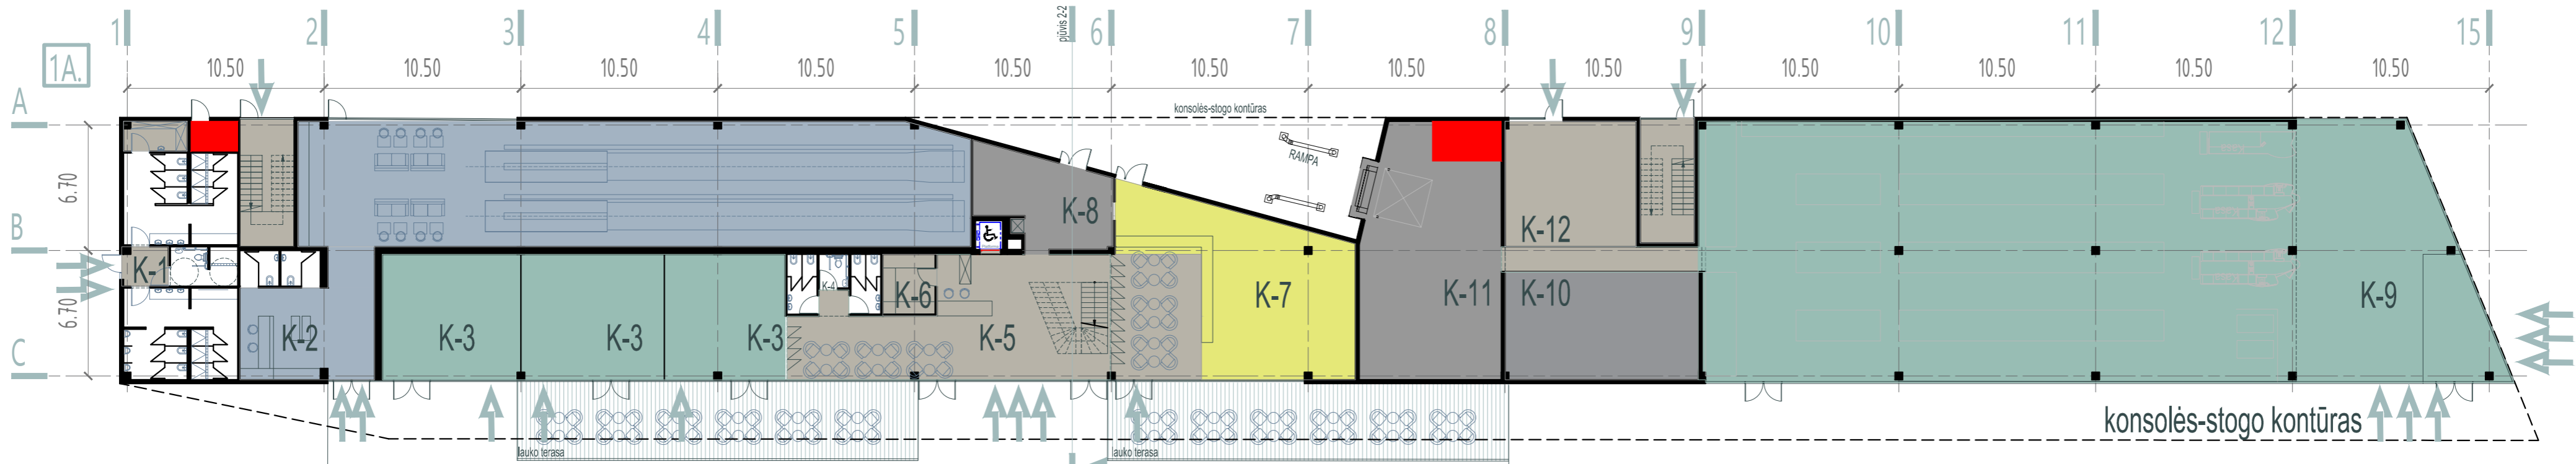 1 2 3 4 5 pjūvis 2-2 6 7 8 9 10 11 12 15
1A.
10.50 10.50 10.50 10.50 10.50 10.50 10.50 10.50 10.50 10.50 10.50 10.50
A
konsolės-stogo kontūras
RAMPA
6.70
K-8
B
K-12
K-1
K-4
K-6
K-7
K-11
K-10
K-9
6.70
K-2
K-3
K-3
K-3
K-5
C
konsolės-stogo kontūras
lauko terasa
lauko terasa